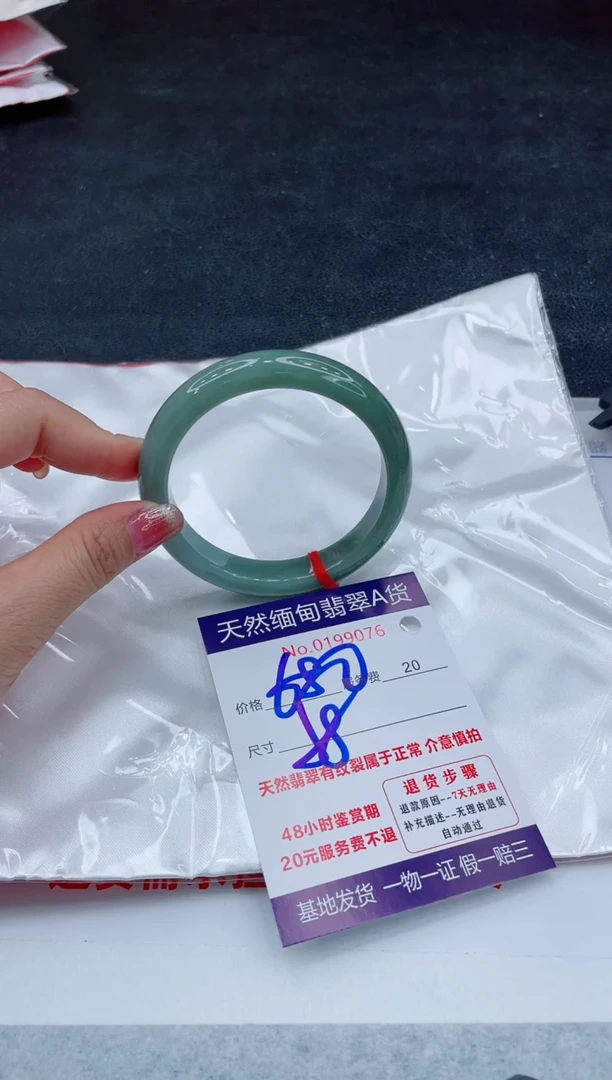 天然缅甸翡翠A货
No.0199076
价格 680 服务费 20
尺寸
天然翡翠有纹裂属于正常 介意慎拍
48小时鉴赏期
20元服务费不退
退货步骤
退款原因--7天无理由
补充描述--无理由退货
自动通过
基地发货 一物一证 假一赔三